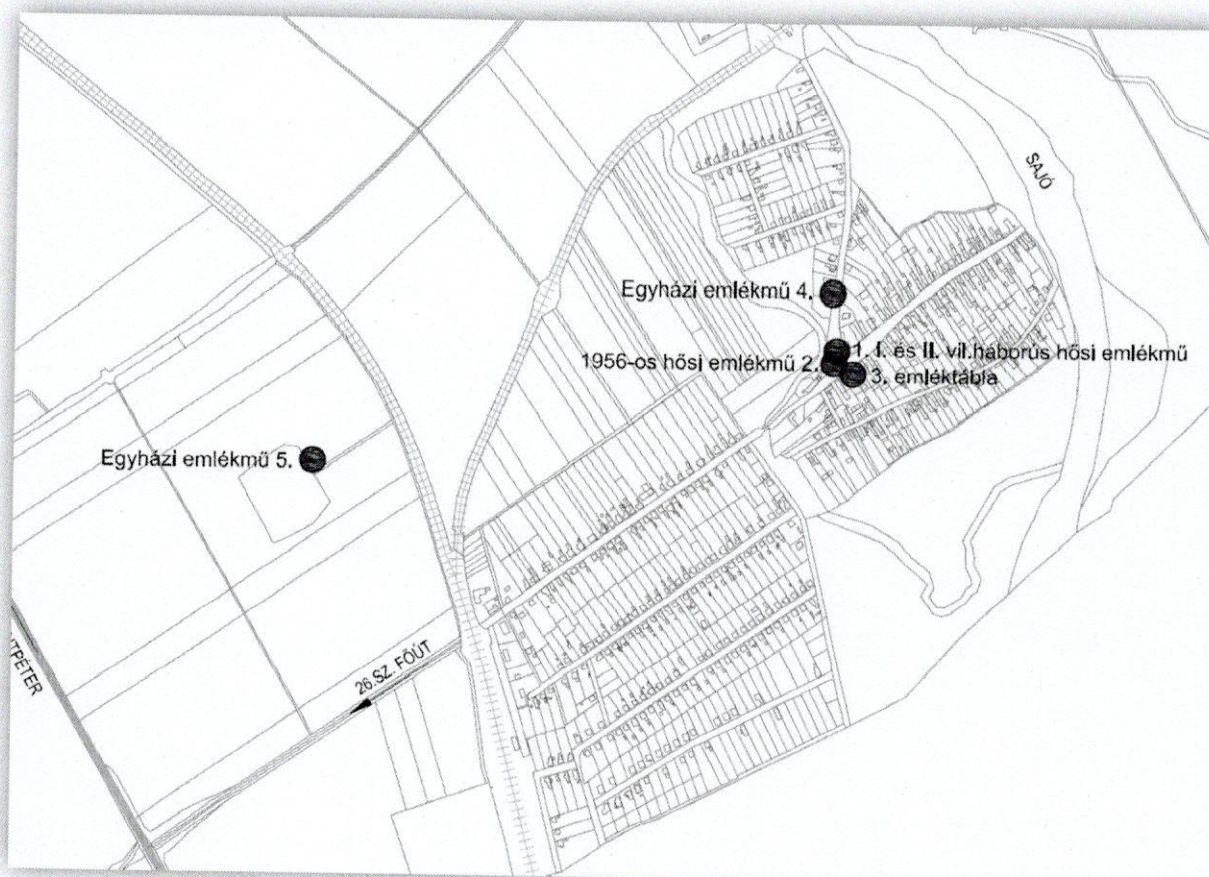 SAJÓ
Egyházi emlékmű 4.
1. I. és II. vil.háborús hősi emlékmű
1956-os hősi emlékmű 2.
3. emléktábla
Egyházi emlékmű 5.
26.SZ. FŐÚT